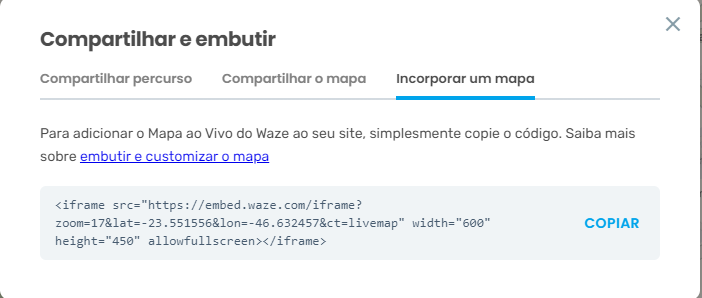 Compartilhar e embutir
Compartilhar percurso
Compartilhar o mapa
Incorporar um mapa
Para adicionar o Mapa ao Vivo do Waze ao seu site, simplesmente copie o código. Saiba mais
sobre embutir e customizar o mapa
<iframe src="https://embed.waze.com/iframe?
zoom=17&lat=-23.551556&lon=-46.632457&ct=livemap" width="600"
height="450" allowfullscreen></iframe>
COPIAR